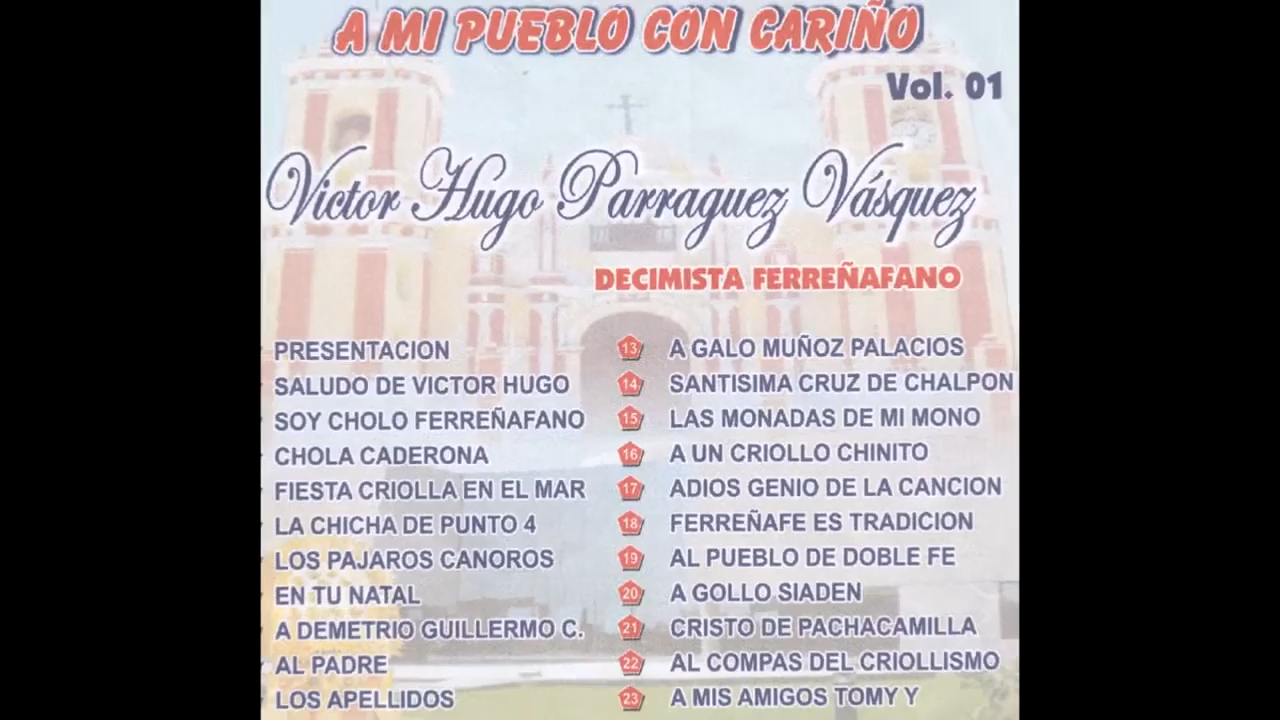 A MI PUEBLO CON CARIÑO
Vol. 01
Victor Hugo Parraguez Vásquez
DECIMISTA FERREÑAFANO
PRESENTACION
SALUDO DE VICTOR HUGO
SOY CHOLO FERREÑAFANO
CHOLA CADERONA
FIESTA CRIOLLA EN EL MAR
LA CHICHA DE PUNTO 4
LOS PAJAROS CANOROS
EN TU NATAL
A DEMETRIO GUILLERMO C.
AL PADRE
LOS APELLIDOS
13 A GALO MUÑOZ PALACIOS
14 SANTISIMA CRUZ DE CHALPON
15 LAS MONADAS DE MI MONO
16 A UN CRIOLLO CHINITO
17 ADIOS GENIO DE LA CANCION
18 FERREÑAFE ES TRADICION
19 AL PUEBLO DE DOBLE FE
20 A GOLLO SIADEN
21 CRISTO DE PACHACAMILLA
22 AL COMPAS DEL CRIOLLISMO
23 A MIS AMIGOS TOMY Y